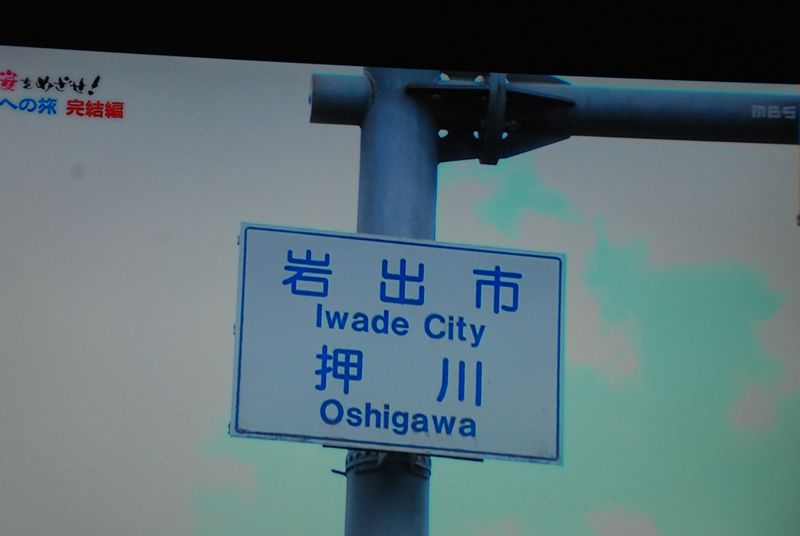 宴をめざせ!
への旅 完結編
MBS
岩出市
Iwade City
押川
Oshigawa